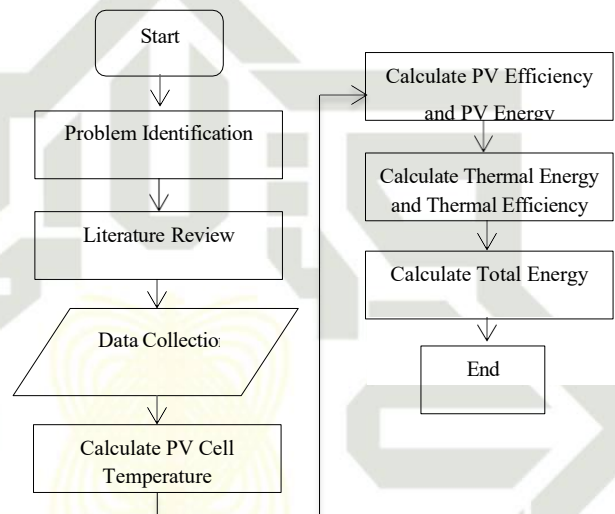 Start
Problem Identification
Literature Review
Data Collectio
Calculate PV Cell
Temperature
Calculate PV Efficiency
and PV Energy
Calculate Thermal Energy
and Thermal Efficiency
Calculate Total Energy
End